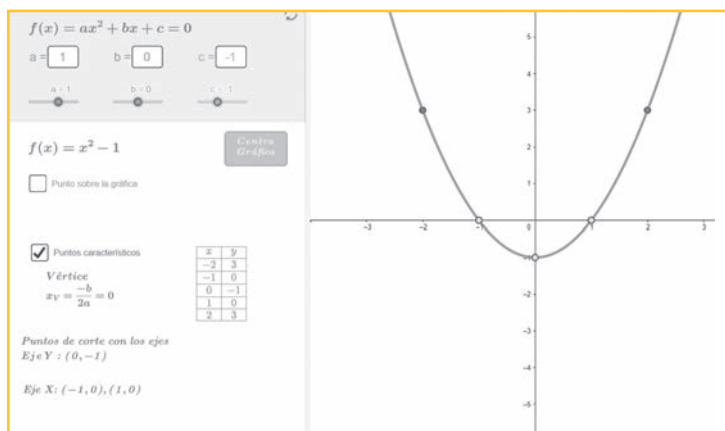 f(x) = ax² + bx + c = 0
a = 1 b = 0 c = -1
a = 1 b = 0 c = -1
f(x) = x² − 1
Centra
Gráfica
Punto sobre la gráfica
Puntos característicos
Vértice
x_V = −b/2a = 0
x y
−2 3
−1 0
0 −1
1 0
2 3
Puntos de corte con los ejes
Eje Y : (0, −1)
Eje X: (−1, 0), (1, 0)
5
4
3
2
1
-3 -2 -1 0 1 2 3
-1
-2
-3
-4
-5